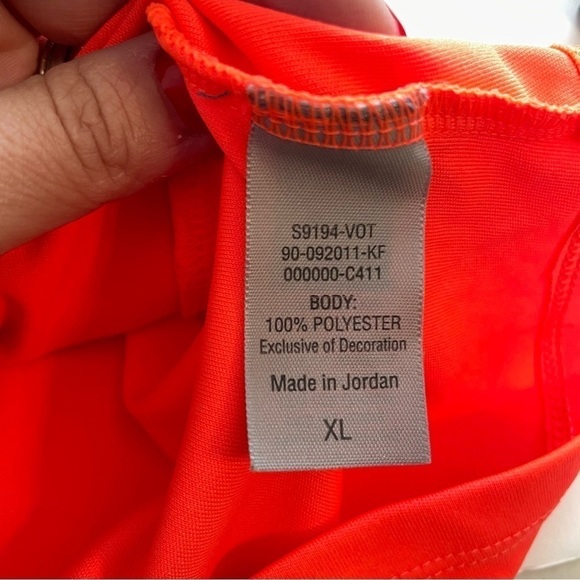 S9194-VOT
90-092011-KF
000000-C411
BODY:
100% POLYESTER
Exclusive of Decoration
Made in Jordan
XL